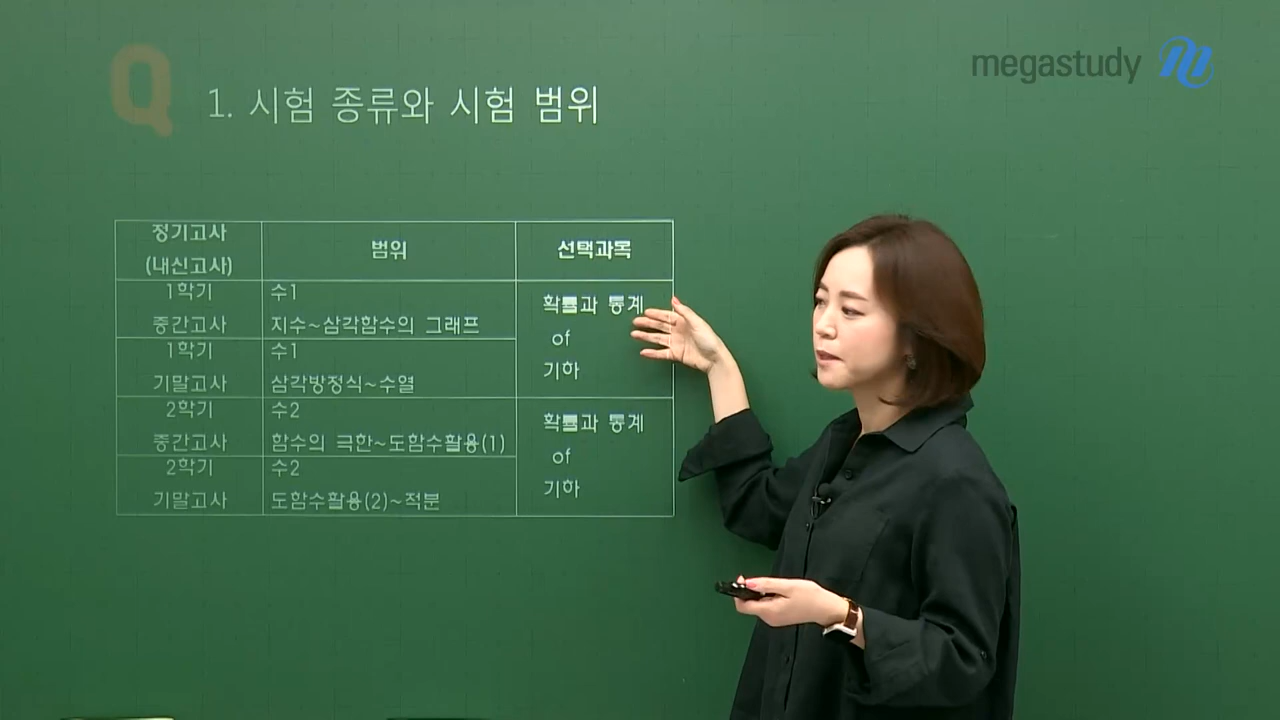 Q
1. 시험 종류와 시험 범위
megastudy
정기고사
(내신고사)
범위
선택과목
1학기
중간고사
수1
지수~삼각함수의 그래프
확률과 통계
of
기하
1학기
기말고사
수1
삼각방정식~수열
2학기
중간고사
수2
함수의 극한~도함수활용(1)
확률과 통계
of
기하
2학기
기말고사
수2
도함수활용(2)~적분